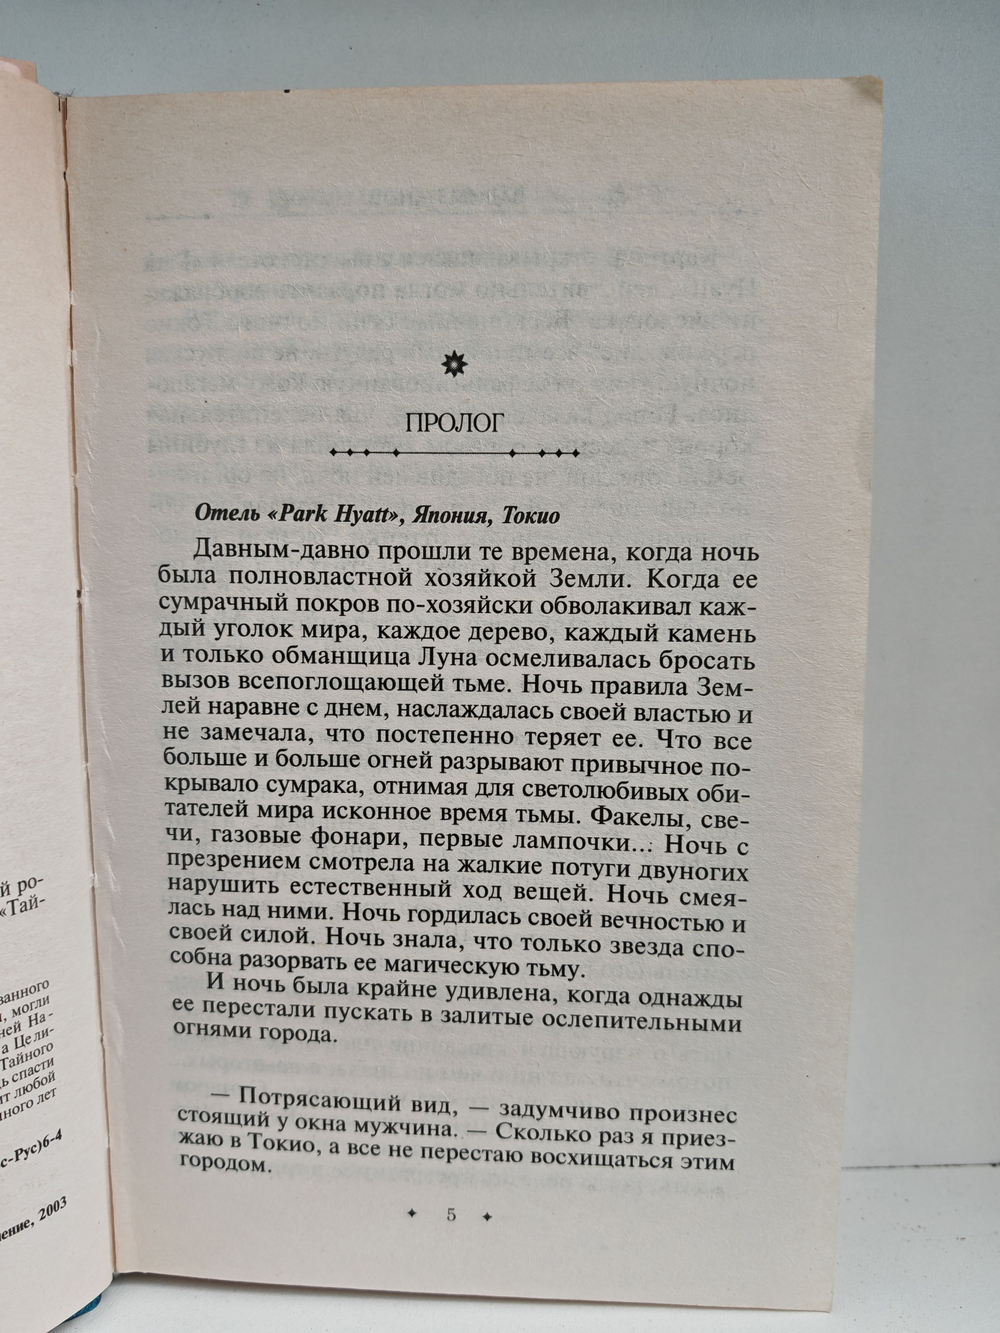 й ро-
«Тай-
ванного
и, могли
ней На-
а Цели-
Тайного
ь спасти
ит любой
много лет
с-Рус)6-4
ление, 2003
ПРОЛОГ
Отель «Park Hyatt», Япония, Токио
Давным-давно прошли те времена, когда ночь
была полновластной хозяйкой Земли. Когда ее
сумрачный покров по-хозяйски обволакивал каж-
дый уголок мира, каждое дерево, каждый камень
и только обманщица Луна осмеливалась бросать
вызов всепоглощающей тьме. Ночь правила Зем-
лей наравне с днем, наслаждалась своей властью и
не замечала, что постепенно теряет ее. Что все
больше и больше огней разрывают привычное по-
крывало сумрака, отнимая для светолюбивых оби-
тателей мира исконное время тьмы. Факелы, све-
чи, газовые фонари, первые лампочки... Ночь с
презрением смотрела на жалкие потуги двуногих
нарушить естественный ход вещей. Ночь смея-
лась над ними. Ночь гордилась своей вечностью и
своей силой. Ночь знала, что только звезда спо-
собна разорвать ее магическую тьму.
И ночь была крайне удивлена, когда однажды
ее перестали пускать в залитые ослепительными
огнями города.
— Потрясающий вид, — задумчиво произнес
стоящий у окна мужчина. — Сколько раз я приез-
жаю в Токио, а все не перестаю восхищаться этим
городом.
5